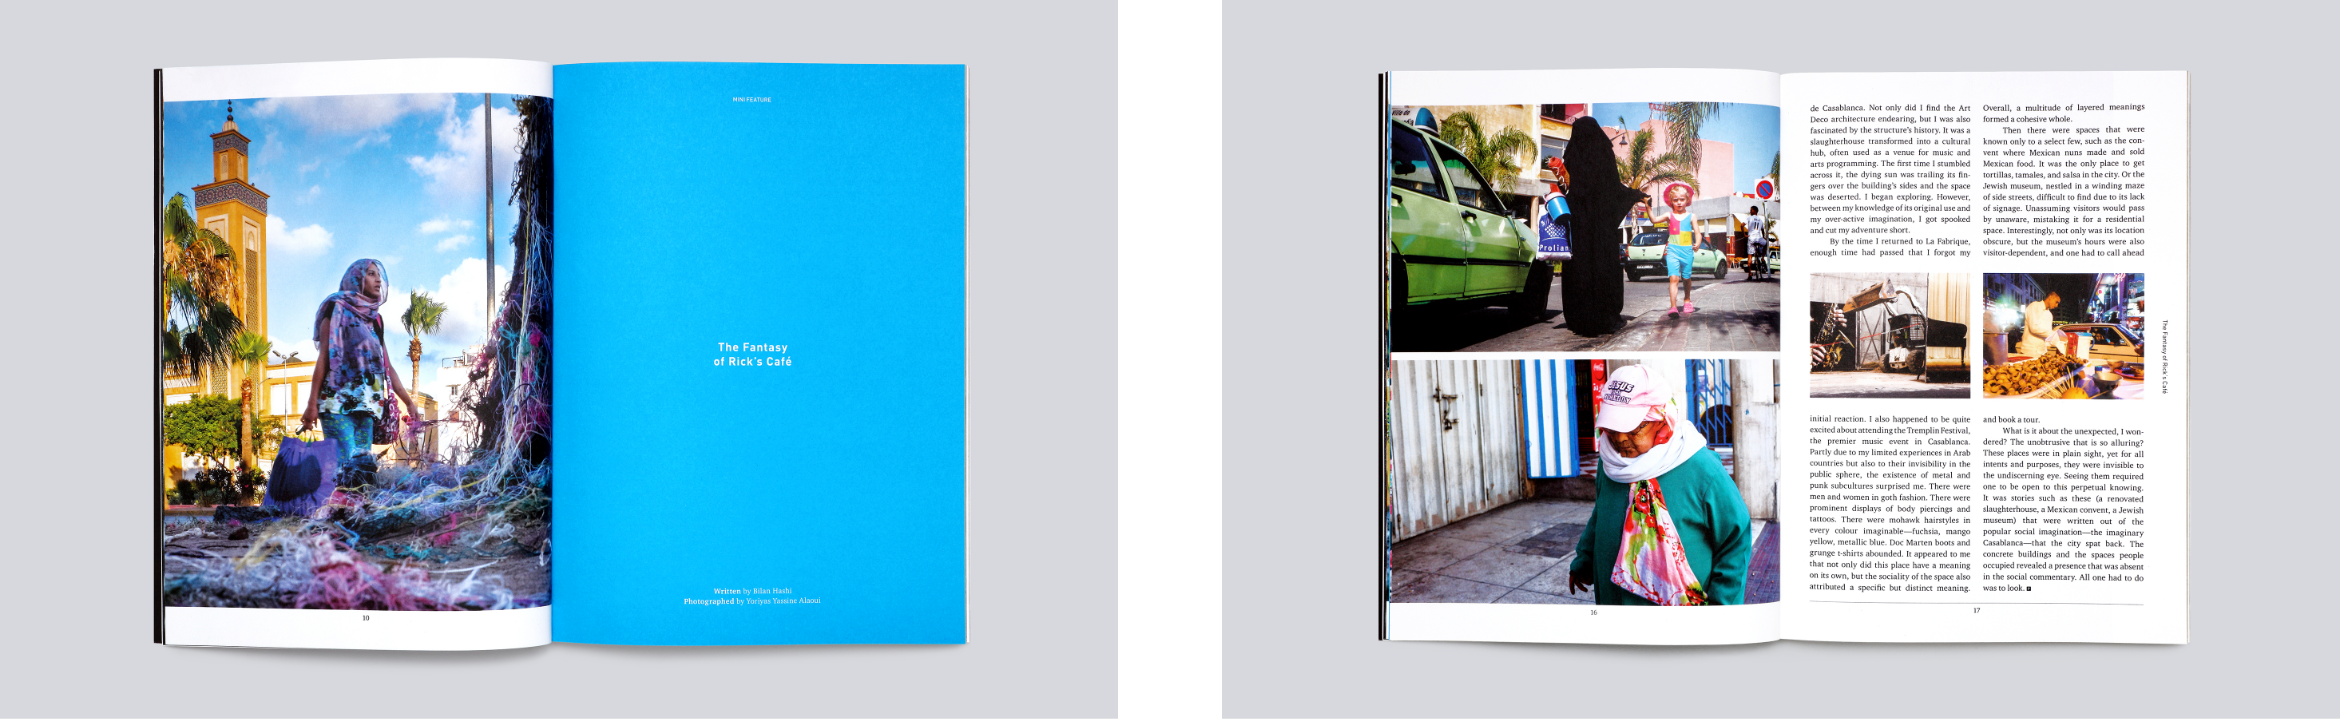 MINI FEATURE
The Fantasy
of Rick's Café
Written by Bilan Hashi
Photographed by Yoriyas Yassine Alaoui
10
Prolian
16
de Casablanca. Not only did I find the Art
Deco architecture endearing, but I was also
fascinated by the structure's history. It was a
slaughterhouse transformed into a cultural
hub, often used as a venue for music and
arts programming. The first time I stumbled
across it, the dying sun was trailing its fin-
gers over the building's sides and the space
was deserted. I began exploring. However,
between my knowledge of its original use and
my over-active imagination, I got spooked
and cut my adventure short.
By the time I returned to La Fabrique,
enough time had passed that I forgot my
initial reaction. I also happened to be quite
excited about attending the Tremplin Festival,
the premier music event in Casablanca.
Partly due to my limited experiences in Arab
countries but also to their invisibility in the
public sphere, the existence of metal and
punk subcultures surprised me. There were
men and women in goth fashion. There were
prominent displays of body piercings and
tattoos. There were mohawk hairstyles in
every colour imaginable—fuchsia, mango
yellow, metallic blue. Doc Marten boots and
grunge t-shirts abounded. It appeared to me
that not only did this place have a meaning
on its own, but the sociality of the space also
attributed a specific but distinct meaning.
Overall, a multitude of layered meanings
formed a cohesive whole.
Then there were spaces that were
known only to a select few, such as the con-
vent where Mexican nuns made and sold
Mexican food. It was the only place to get
tortillas, tamales, and salsa in the city. Or the
Jewish museum, nestled in a winding maze
of side streets, difficult to find due to its lack
of signage. Unassuming visitors would pass
by unaware, mistaking it for a residential
space. Interestingly, not only was its location
obscure, but the museum's hours were also
visitor-dependent, and one had to call ahead
and book a tour.
What is it about the unexpected, I won-
dered? The unobtrusive that is so alluring?
These places were in plain sight, yet for all
intents and purposes, they were invisible to
the undiscerning eye. Seeing them required
one to be open to this perpetual knowing.
It was stories such as these (a renovated
slaughterhouse, a Mexican convent, a Jewish
museum) that were written out of the
popular social imagination—the imaginary
Casablanca—that the city spat back. The
concrete buildings and the spaces people
occupied revealed a presence that was absent
in the social commentary. All one had to do
was to look.
The Fantasy of Rick's Café
17